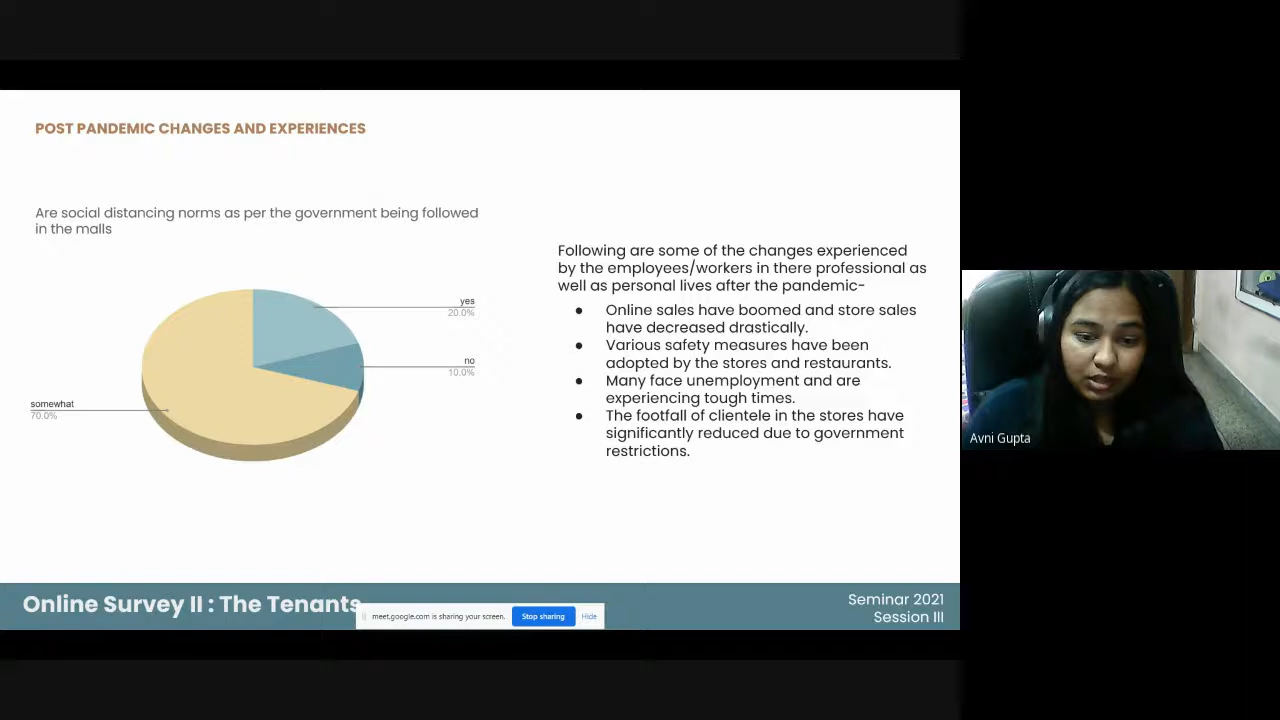 POST PANDEMIC CHANGES AND EXPERIENCES
Are social distancing norms as per the government being followed
in the malls
yes
20.0%
no
10.0%
somewhat
70.0%
Following are some of the changes experienced
by the employees/workers in there professional as
well as personal lives after the pandemic-
● Online sales have boomed and store sales
have decreased drastically.
● Various safety measures have been
adopted by the stores and restaurants.
● Many face unemployment and are
experiencing tough times.
● The footfall of clientele in the stores have
significantly reduced due to government
restrictions.
Avni Gupta
Online Survey II : The Tenants
meet.google.com is sharing your screen.
Stop sharing
Hide
Seminar 2021
Session III